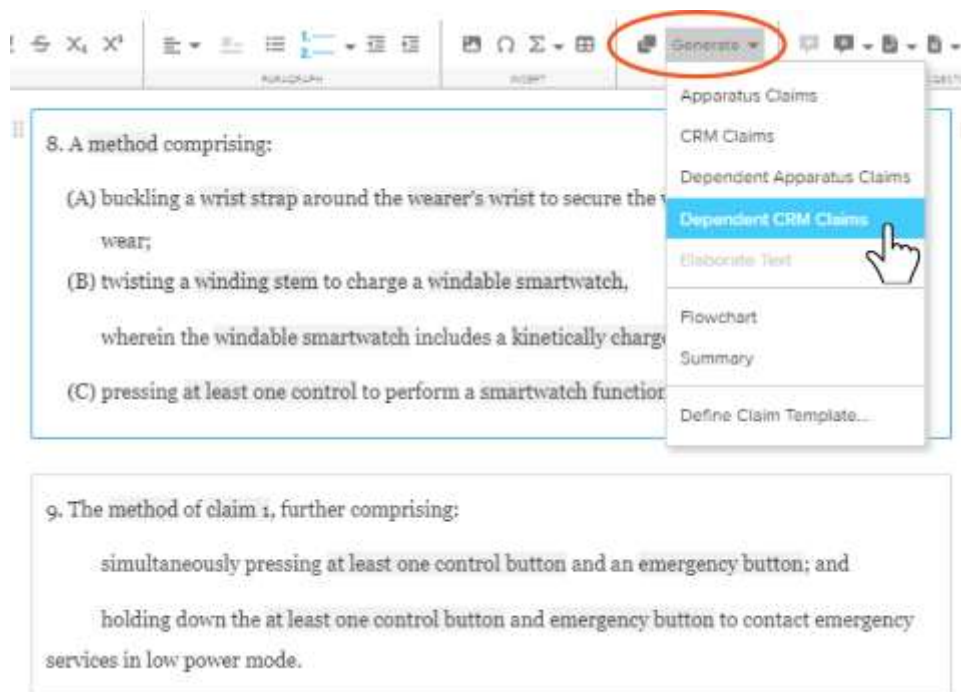 Generate
PARAGRAPH
INSERT
Apparatus Claims
CRM Claims
Dependent Apparatus Claims
Dependent CRM Claims
Elaborate Text
Flowchart
Summary
Define Claim Template...
8. A method comprising:
(A) buckling a wrist strap around the wearer's wrist to secure the
wear;
(B) twisting a winding stem to charge a windable smartwatch,
wherein the windable smartwatch includes a kinetically charg
(C) pressing at least one control to perform a smartwatch function
9. The method of claim 1, further comprising:
simultaneously pressing at least one control button and an emergency button; and
holding down the at least one control button and emergency button to contact emergency
services in low power mode.